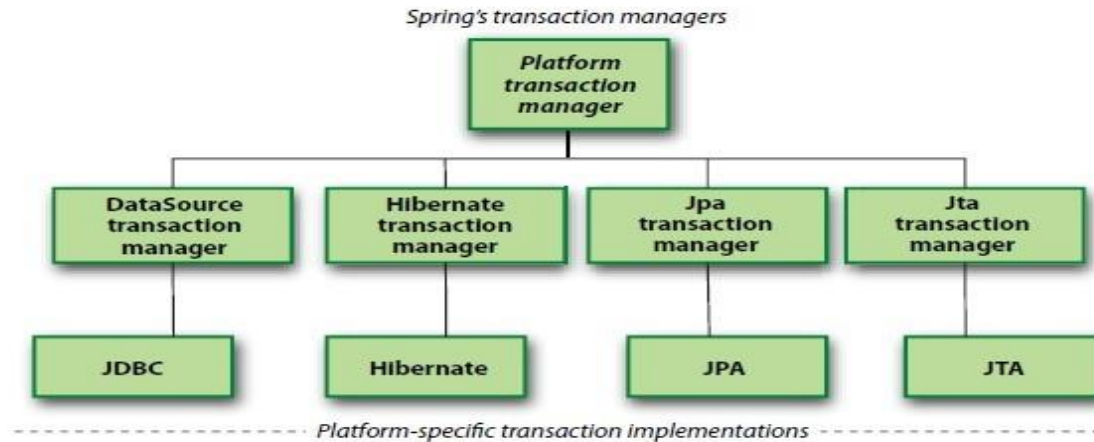 Spring's transaction managers
Platform
transaction
manager
DataSource
transaction
manager
Hibernate
transaction
manager
Jpa
transaction
manager
Jta
transaction
manager
JDBC
Hibernate
JPA
JTA
Platform-specific transaction implementations